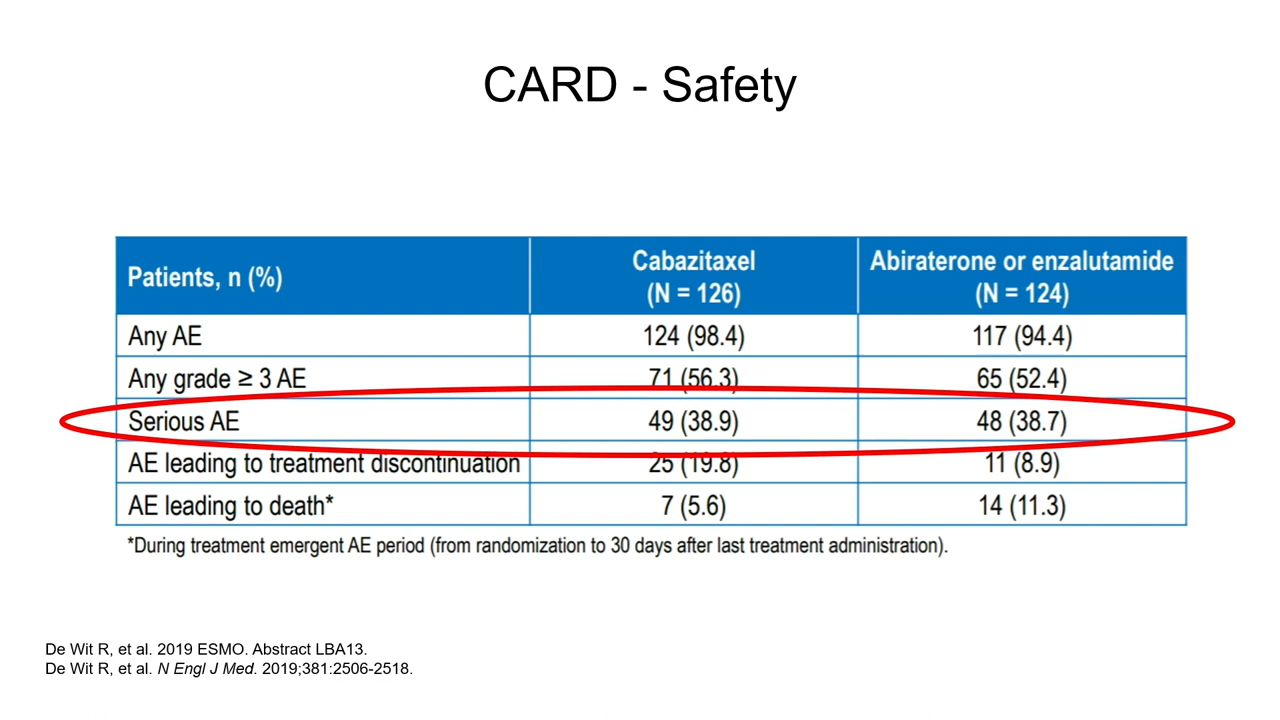 CARD - Safety
Patients, n (%)
Cabazitaxel
(N = 126)
Abiraterone or enzalutamide
(N = 124)
Any AE 124 (98.4) 117 (94.4)
Any grade ≥ 3 AE 71 (56.3) 65 (52.4)
Serious AE 49 (38.9) 48 (38.7)
AE leading to treatment discontinuation 25 (19.8) 11 (8.9)
AE leading to death* 7 (5.6) 14 (11.3)
*During treatment emergent AE period (from randomization to 30 days after last treatment administration).
De Wit R, et al. 2019 ESMO. Abstract LBA13.
De Wit R, et al. N Engl J Med. 2019;381:2506-2518.